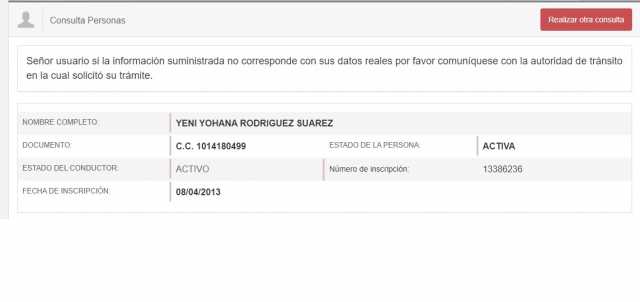 Consulta Personas
Realizar otra consulta
Señor usuario si la información suministrada no corresponde con sus datos reales por favor comuníquese con la autoridad de tránsito
en la cual solicitó su trámite.
NOMBRE COMPLETO: YENI YOHANA RODRIGUEZ SUAREZ
DOCUMENTO: C.C. 1014180499 ESTADO DE LA PERSONA: ACTIVA
ESTADO DEL CONDUCTOR: ACTIVO Número de inscripción: 13386236
FECHA DE INSCRIPCIÓN: 08/04/2013